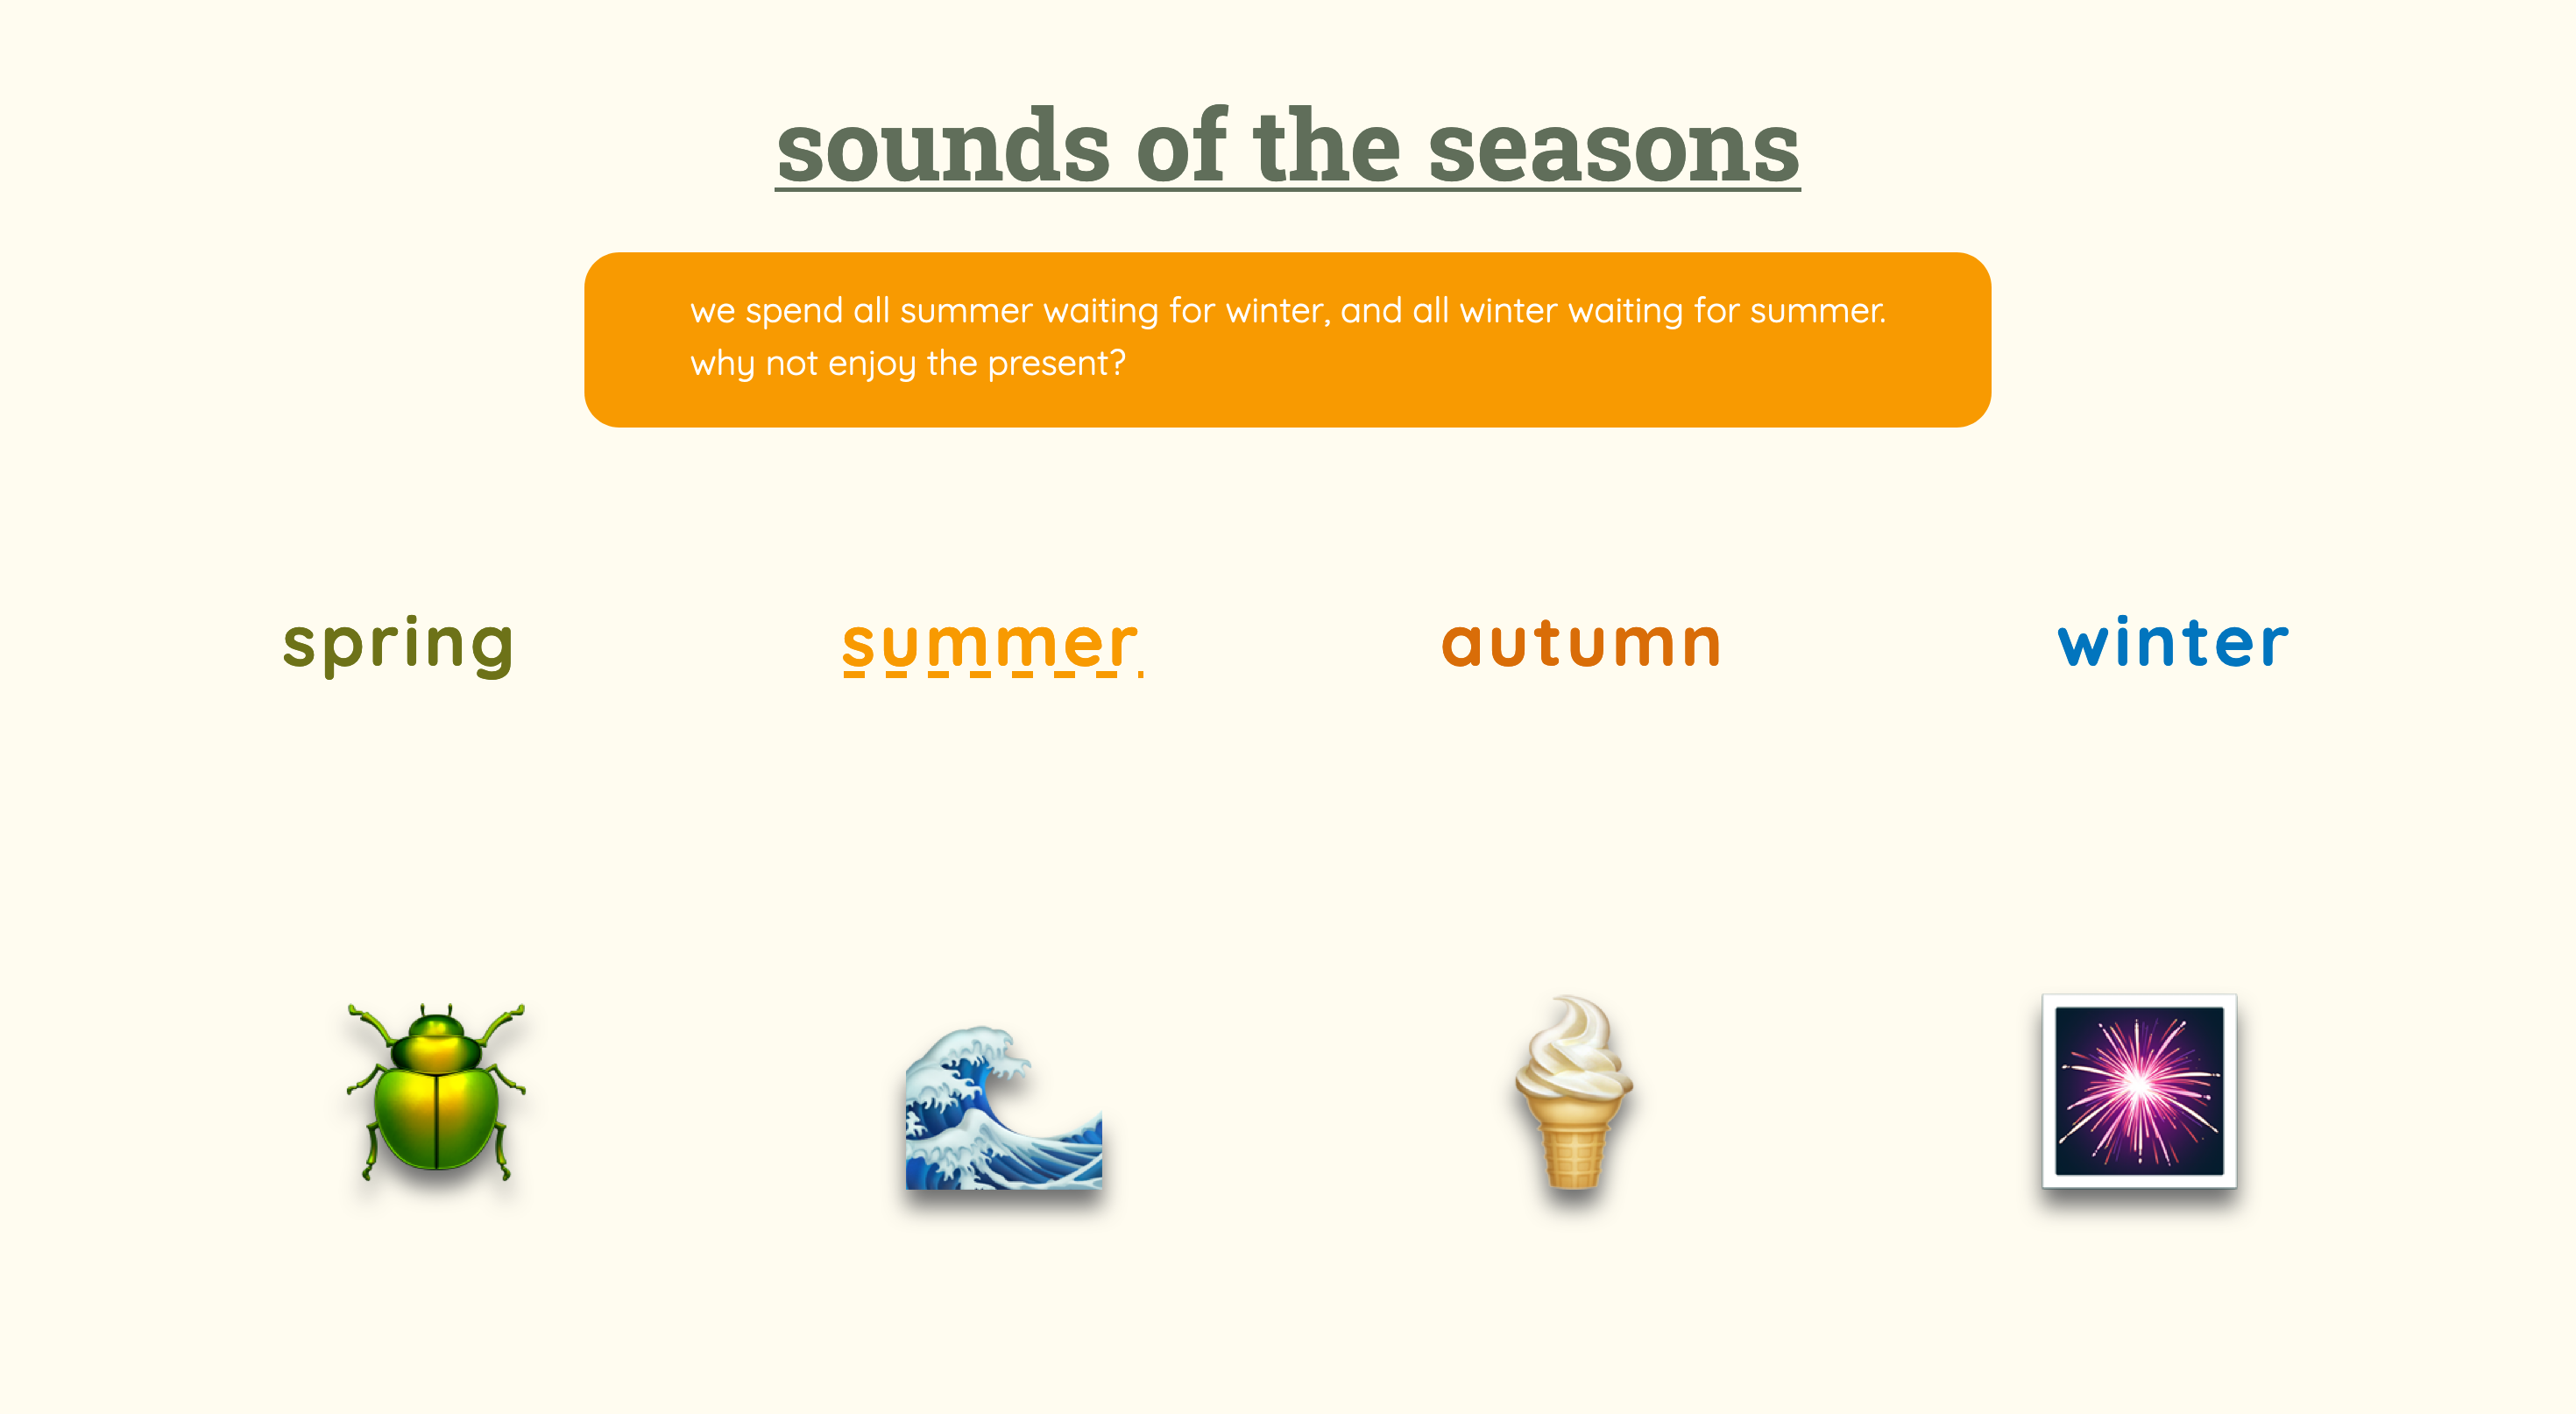 sounds of the seasons
we spend all summer waiting for winter, and all winter waiting for summer.
why not enjoy the present?
spring
summer
autumn
winter